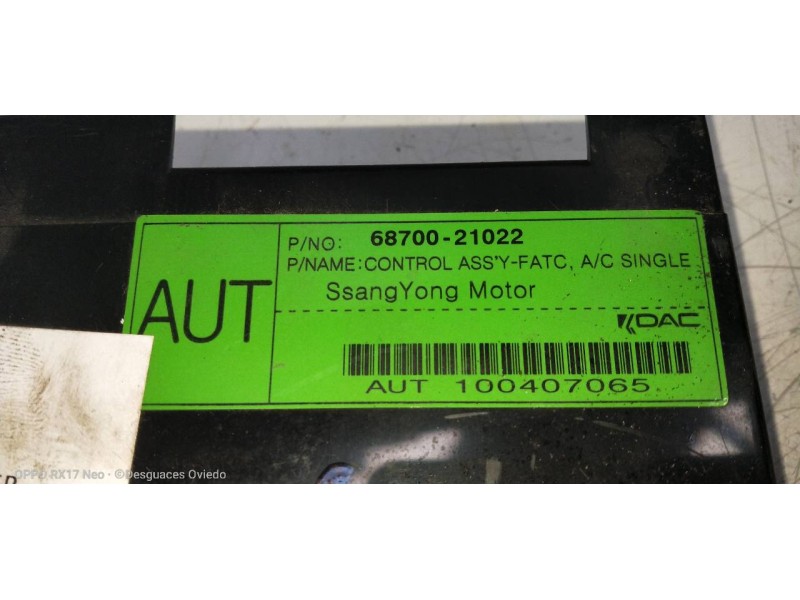 P/NO: 68700-21022
P/NAME: CONTROL ASS'Y-FATC, A/C SINGLE
AUT
SsangYong Motor
DAC
AUT 100407065
OPPO RX17 Neo · ©Desguaces Oviedo